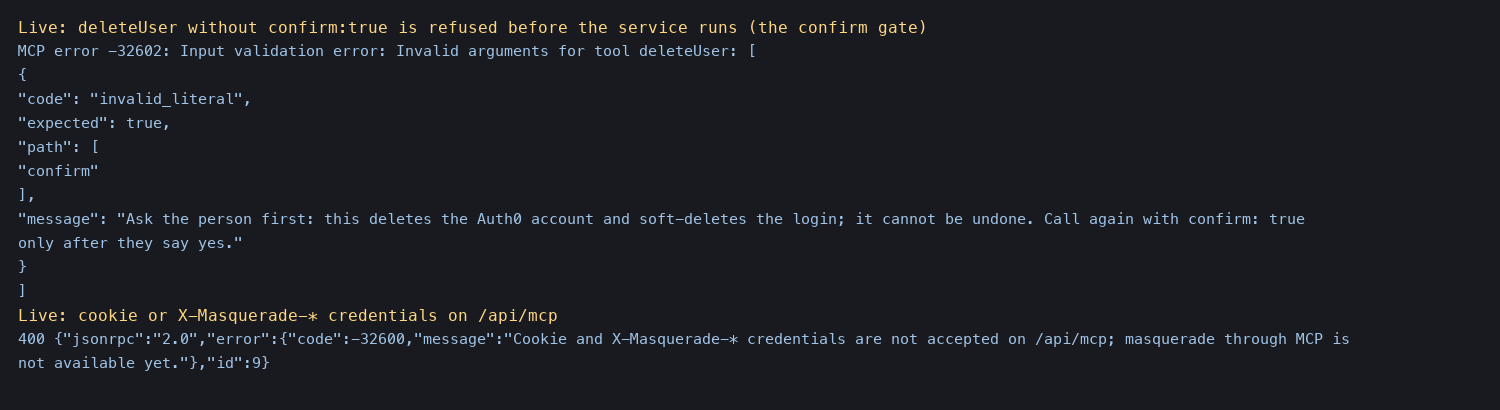 Live: deleteUser without confirm:true is refused before the service runs (the confirm gate)
MCP error −32602: Input validation error: Invalid arguments for tool deleteUser: [
{
"code": "invalid_literal",
"expected": true,
"path": [
"confirm"
],
"message": "Ask the person first: this deletes the Auth0 account and soft−deletes the login; it cannot be undone. Call again with confirm: true
only after they say yes."
}
]
Live: cookie or X−Masquerade−* credentials on /api/mcp
400 {"jsonrpc":"2.0","error":{"code":−32600,"message":"Cookie and X−Masquerade−* credentials are not accepted on /api/mcp; masquerade through MCP is
not available yet."},"id":9}